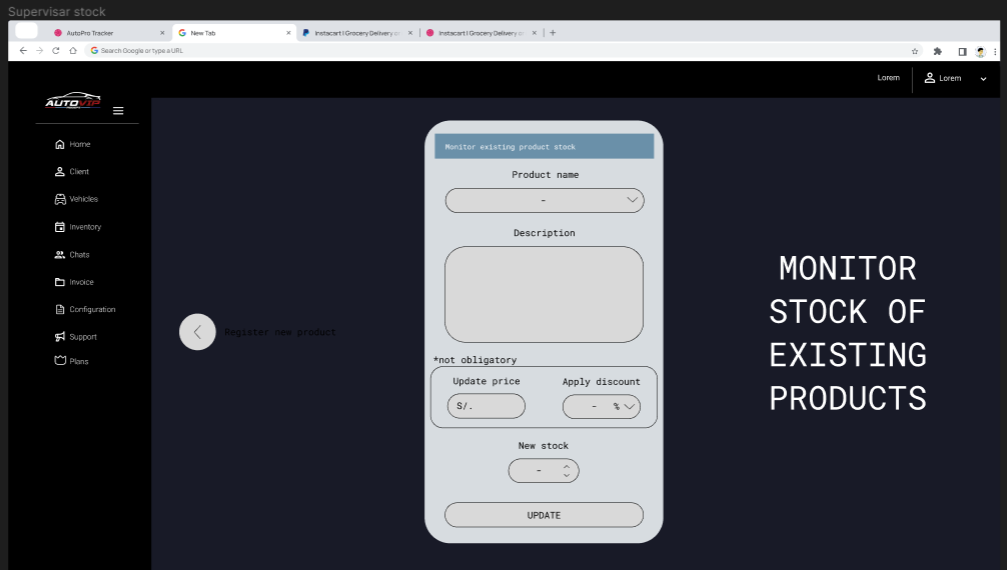 Supervisar stock
AutoPro Tracker
New Tab
Instacart | Grocery Delivery
Instacart | Grocery Delivery
Search Google or type a URL
Lorem
Lorem
AUTOVIP
Home
Client
Vehicles
Inventory
Chats
Invoice
Configuration
Support
Plans
Register new product
Monitor existing product stock
Product name
-
Description
*not obligatory
Update price
Apply discount
S/.
- %
New stock
-
UPDATE
MONITOR
STOCK OF
EXISTING
PRODUCTS